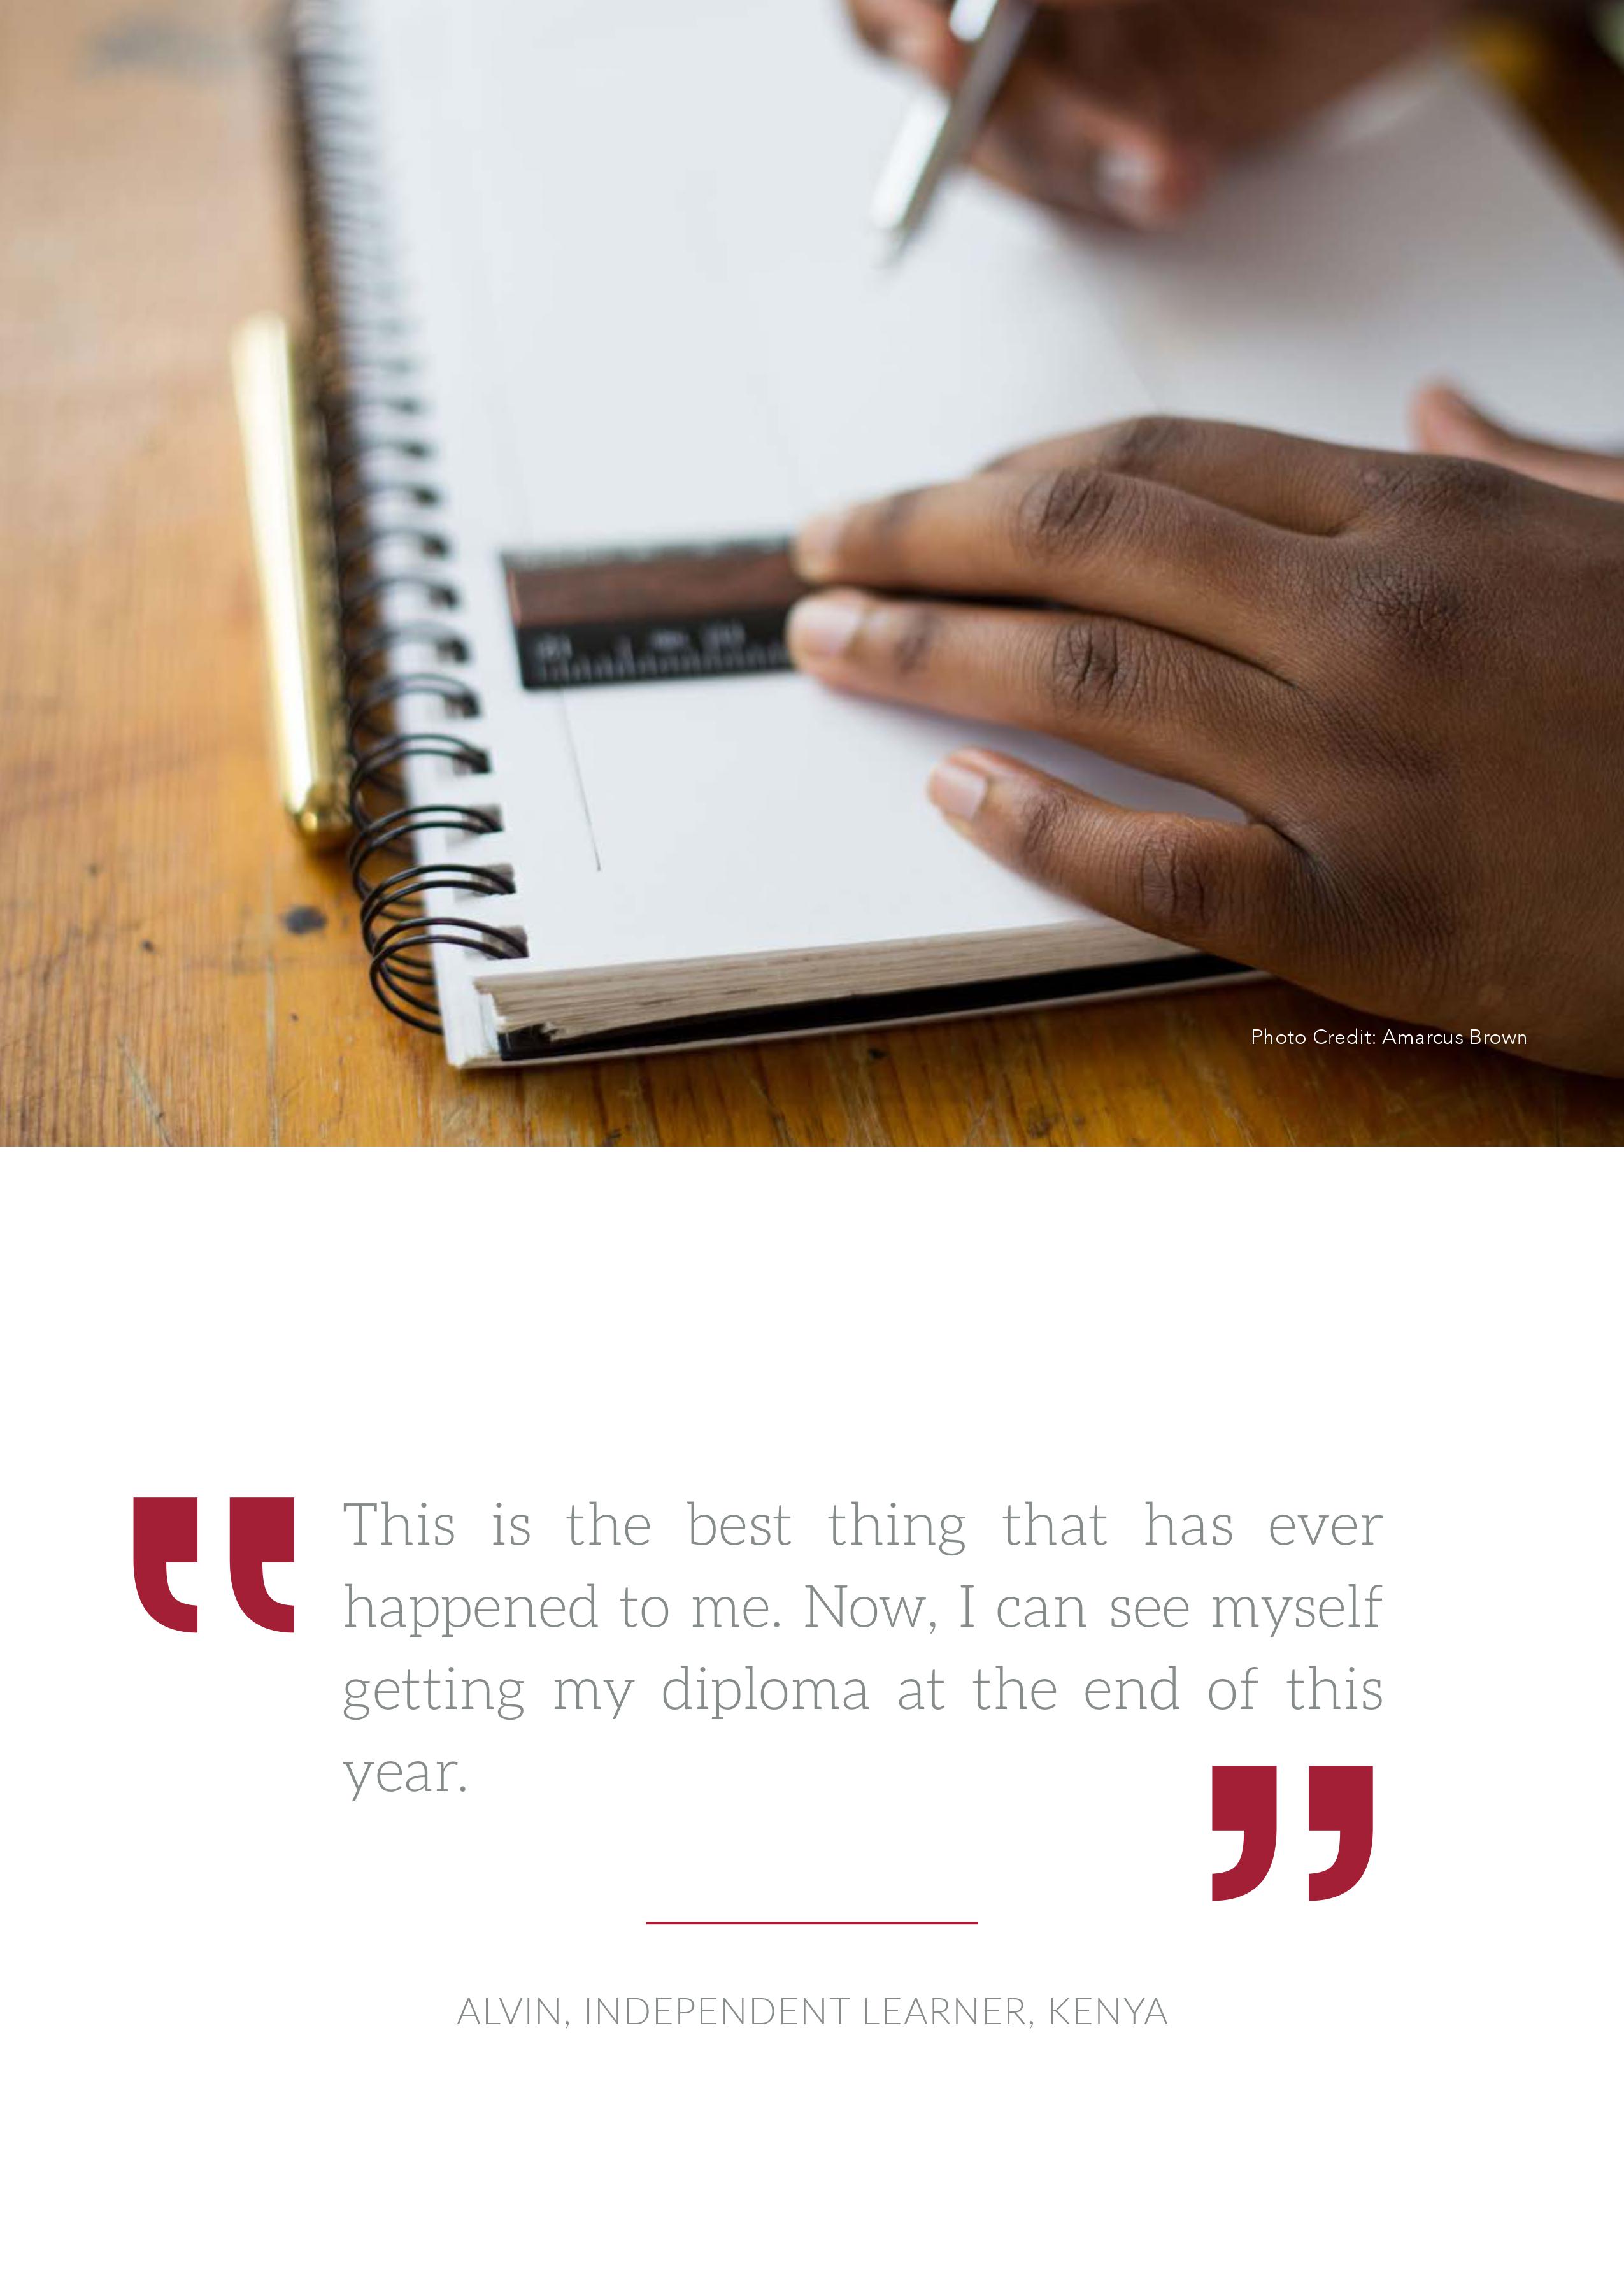 Photo Credit: Amarcus Brown
“This is the best thing that has ever
happened to me. Now, I can see myself
getting my diploma at the end of this
year.”
ALVIN, INDEPENDENT LEARNER, KENYA